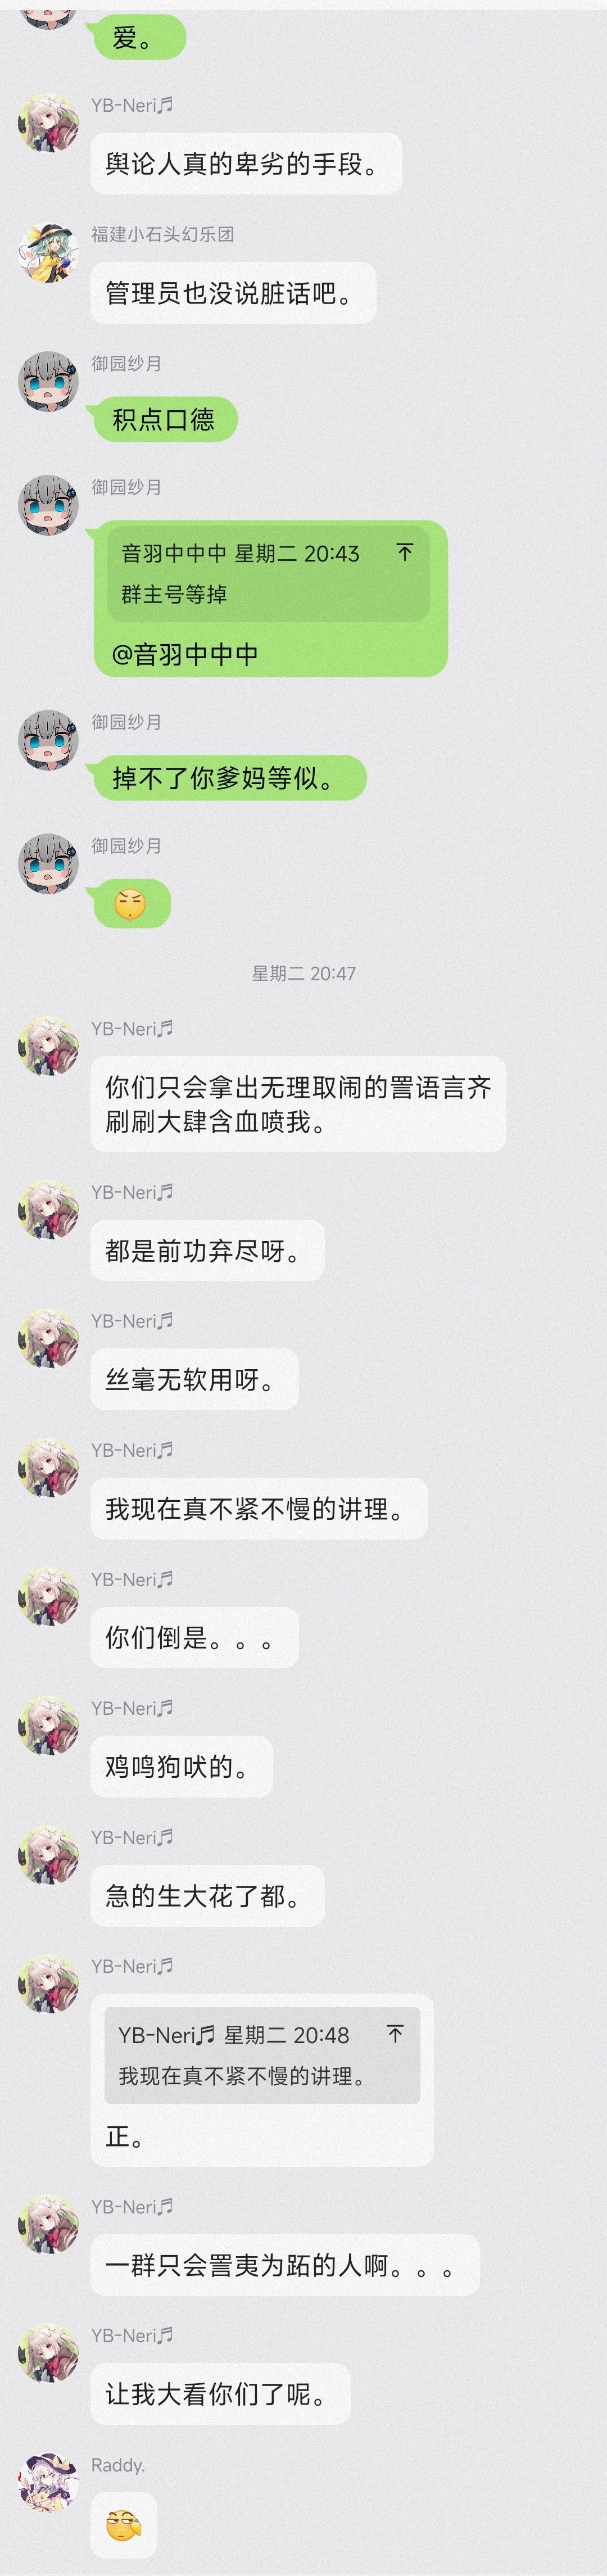 爱。
YB-Neri♬
舆论人真的卑劣的手段。
福建小石头幻乐团
管理员也没说脏话吧。
御园纱月
积点口德
御园纱月
音羽中中中 星期二 20:43
群主号等掉
@音羽中中中
御园纱月
掉不了你爹妈等似。
御园纱月
星期二 20:47
YB-Neri♬
你们只会拿出无理取闹的詈语言齐
刷刷大肆含血喷我。
YB-Neri♬
都是前功弃尽呀。
YB-Neri♬
丝毫无软用呀。
YB-Neri♬
我现在真不紧不慢的讲理。
YB-Neri♬
你们倒是。。。
YB-Neri♬
鸡鸣狗吠的。
YB-Neri♬
急的生大花了都。
YB-Neri♬
YB-Neri♬ 星期二 20:48
我现在真不紧不慢的讲理。
正。
YB-Neri♬
一群只会詈夷为跖的人啊。。。
YB-Neri♬
让我大看你们了呢。
Raddy.